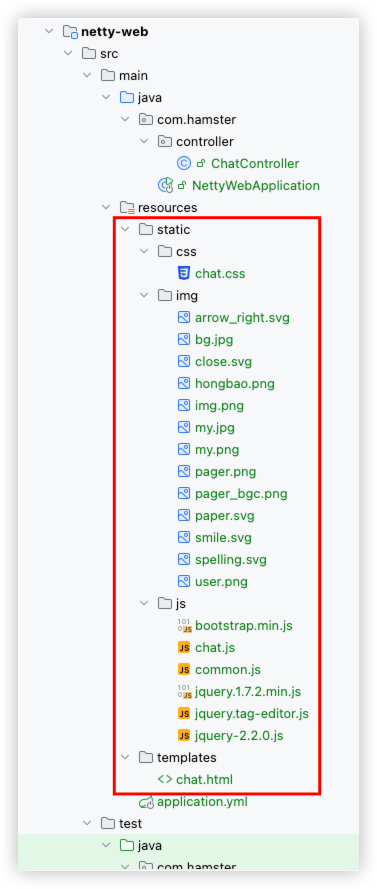 netty-web
src
main
java
com.hamster
controller
ChatController
NettyWebApplication
resources
static
css
chat.css
img
arrow_right.svg
bg.jpg
close.svg
hongbao.png
img.png
my.jpg
my.png
pager.png
pager_bgc.png
paper.svg
smile.svg
spelling.svg
user.png
js
bootstrap.min.js
chat.js
common.js
jquery.1.7.2.min.js
jquery.tag-editor.js
jquery-2.2.0.js
templates
chat.html
application.yml
test
java
com.hamster